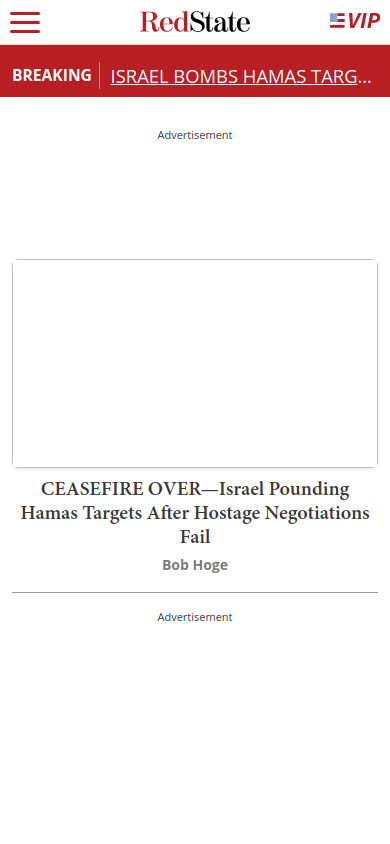 RedState
VIP
BREAKING
ISRAEL BOMBS HAMAS TARG...
Advertisement
CEASEFIRE OVER—Israel Pounding
Hamas Targets After Hostage Negotiations
Fail
Bob Hoge
Advertisement